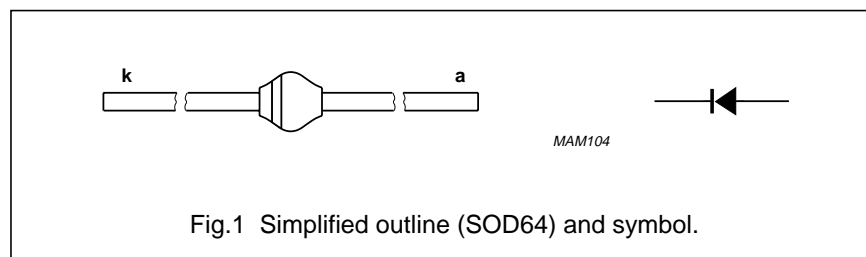 k
a
MAM104
Fig.1 Simplified outline (SOD64) and symbol.